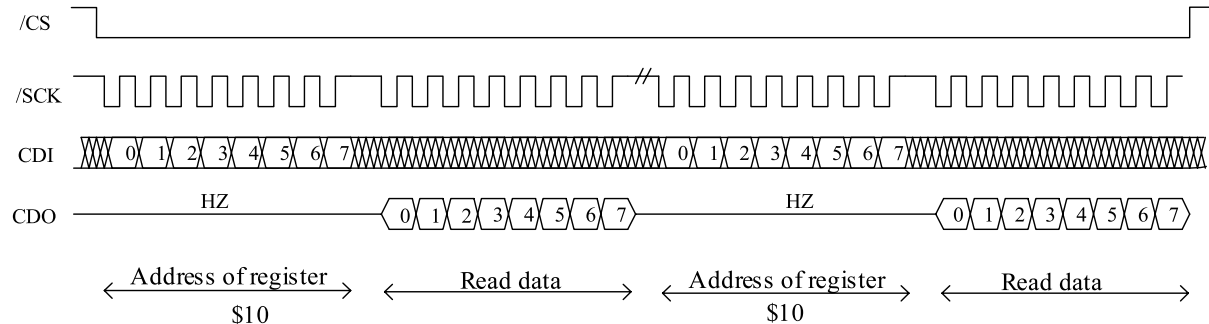 /CS
/SCK
CDI 0 1 2 3 4 5 6 7 0 1 2 3 4 5 6 7
HZ HZ
CDO 0 1 2 3 4 5 6 7 0 1 2 3 4 5 6 7
Address of register Read data Address of register Read data
$10 $10